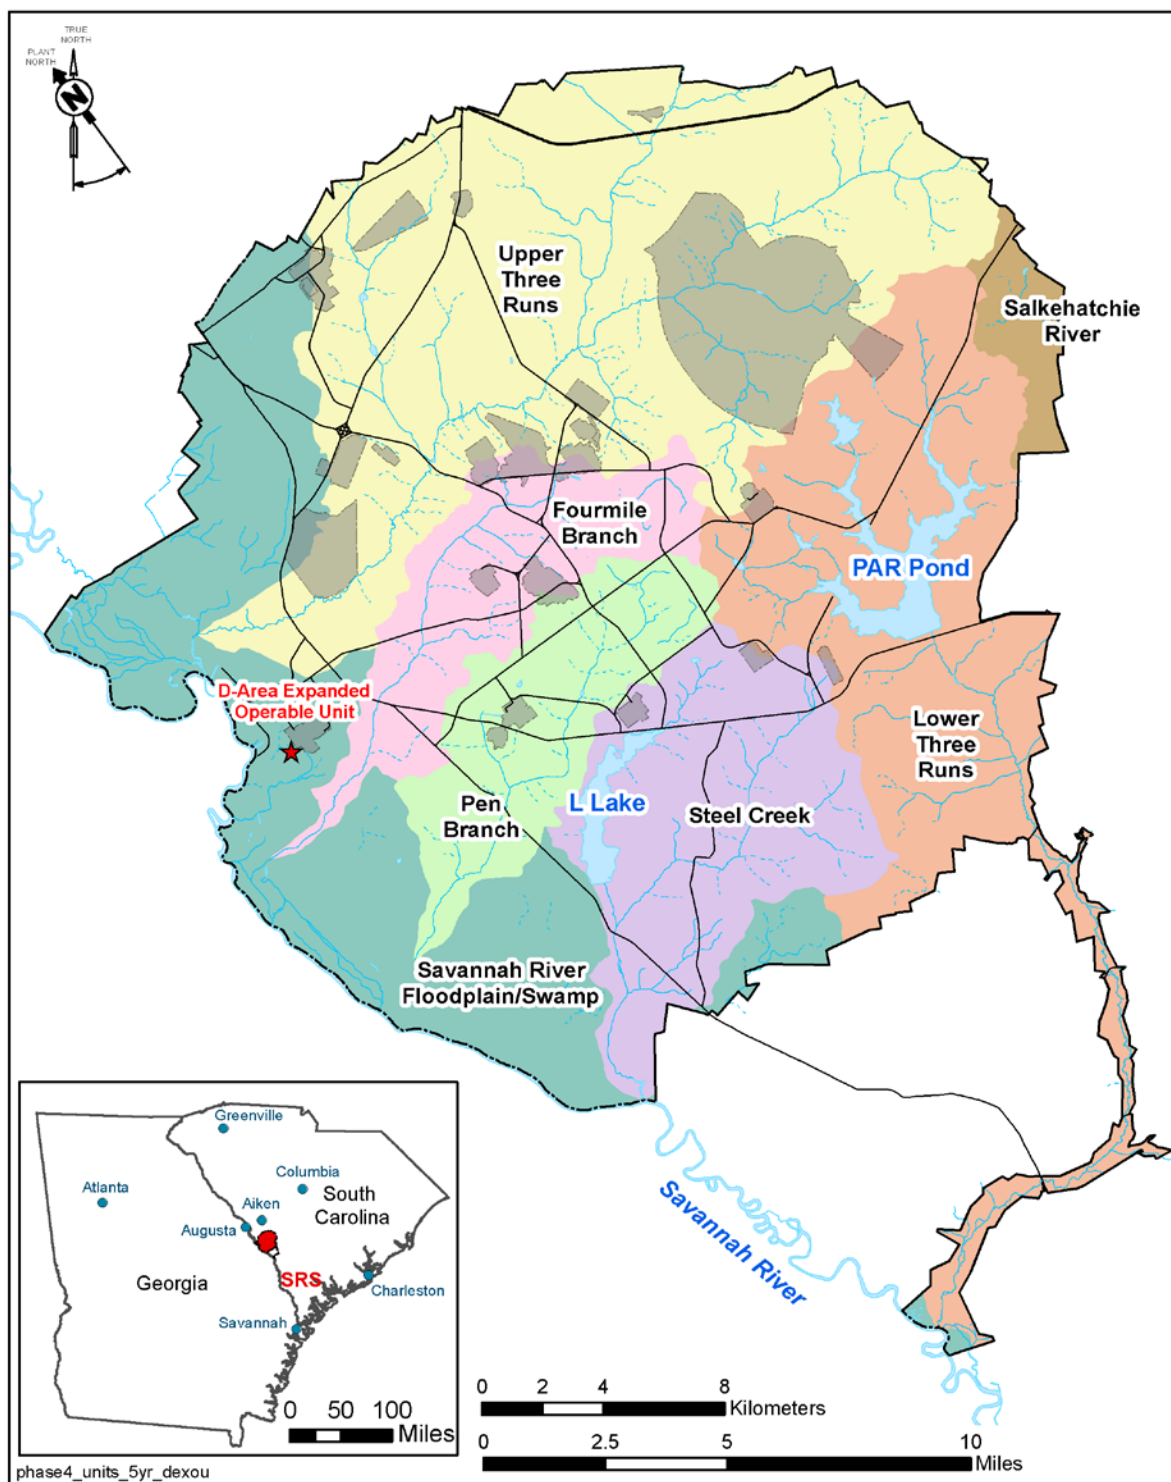 TRUE
NORTH
PLANT
NORTH
N
Upper
Three
Runs
Salkehatchie
River
Fourmile
Branch
PAR Pond
D-Area Expanded
Operable Unit
Lower
Three
Runs
L Lake
Steel Creek
Pen
Branch
Savannah River
Floodplain/Swamp
Savannah River
Greenville
Columbia
Atlanta
South
Carolina
Aiken
Augusta
Georgia
SRS
Charleston
Savannah
0 50 100
Miles
0 2 4 8
Kilometers
0 2.5 5 10
Miles
phase4_units_5yr_dexou